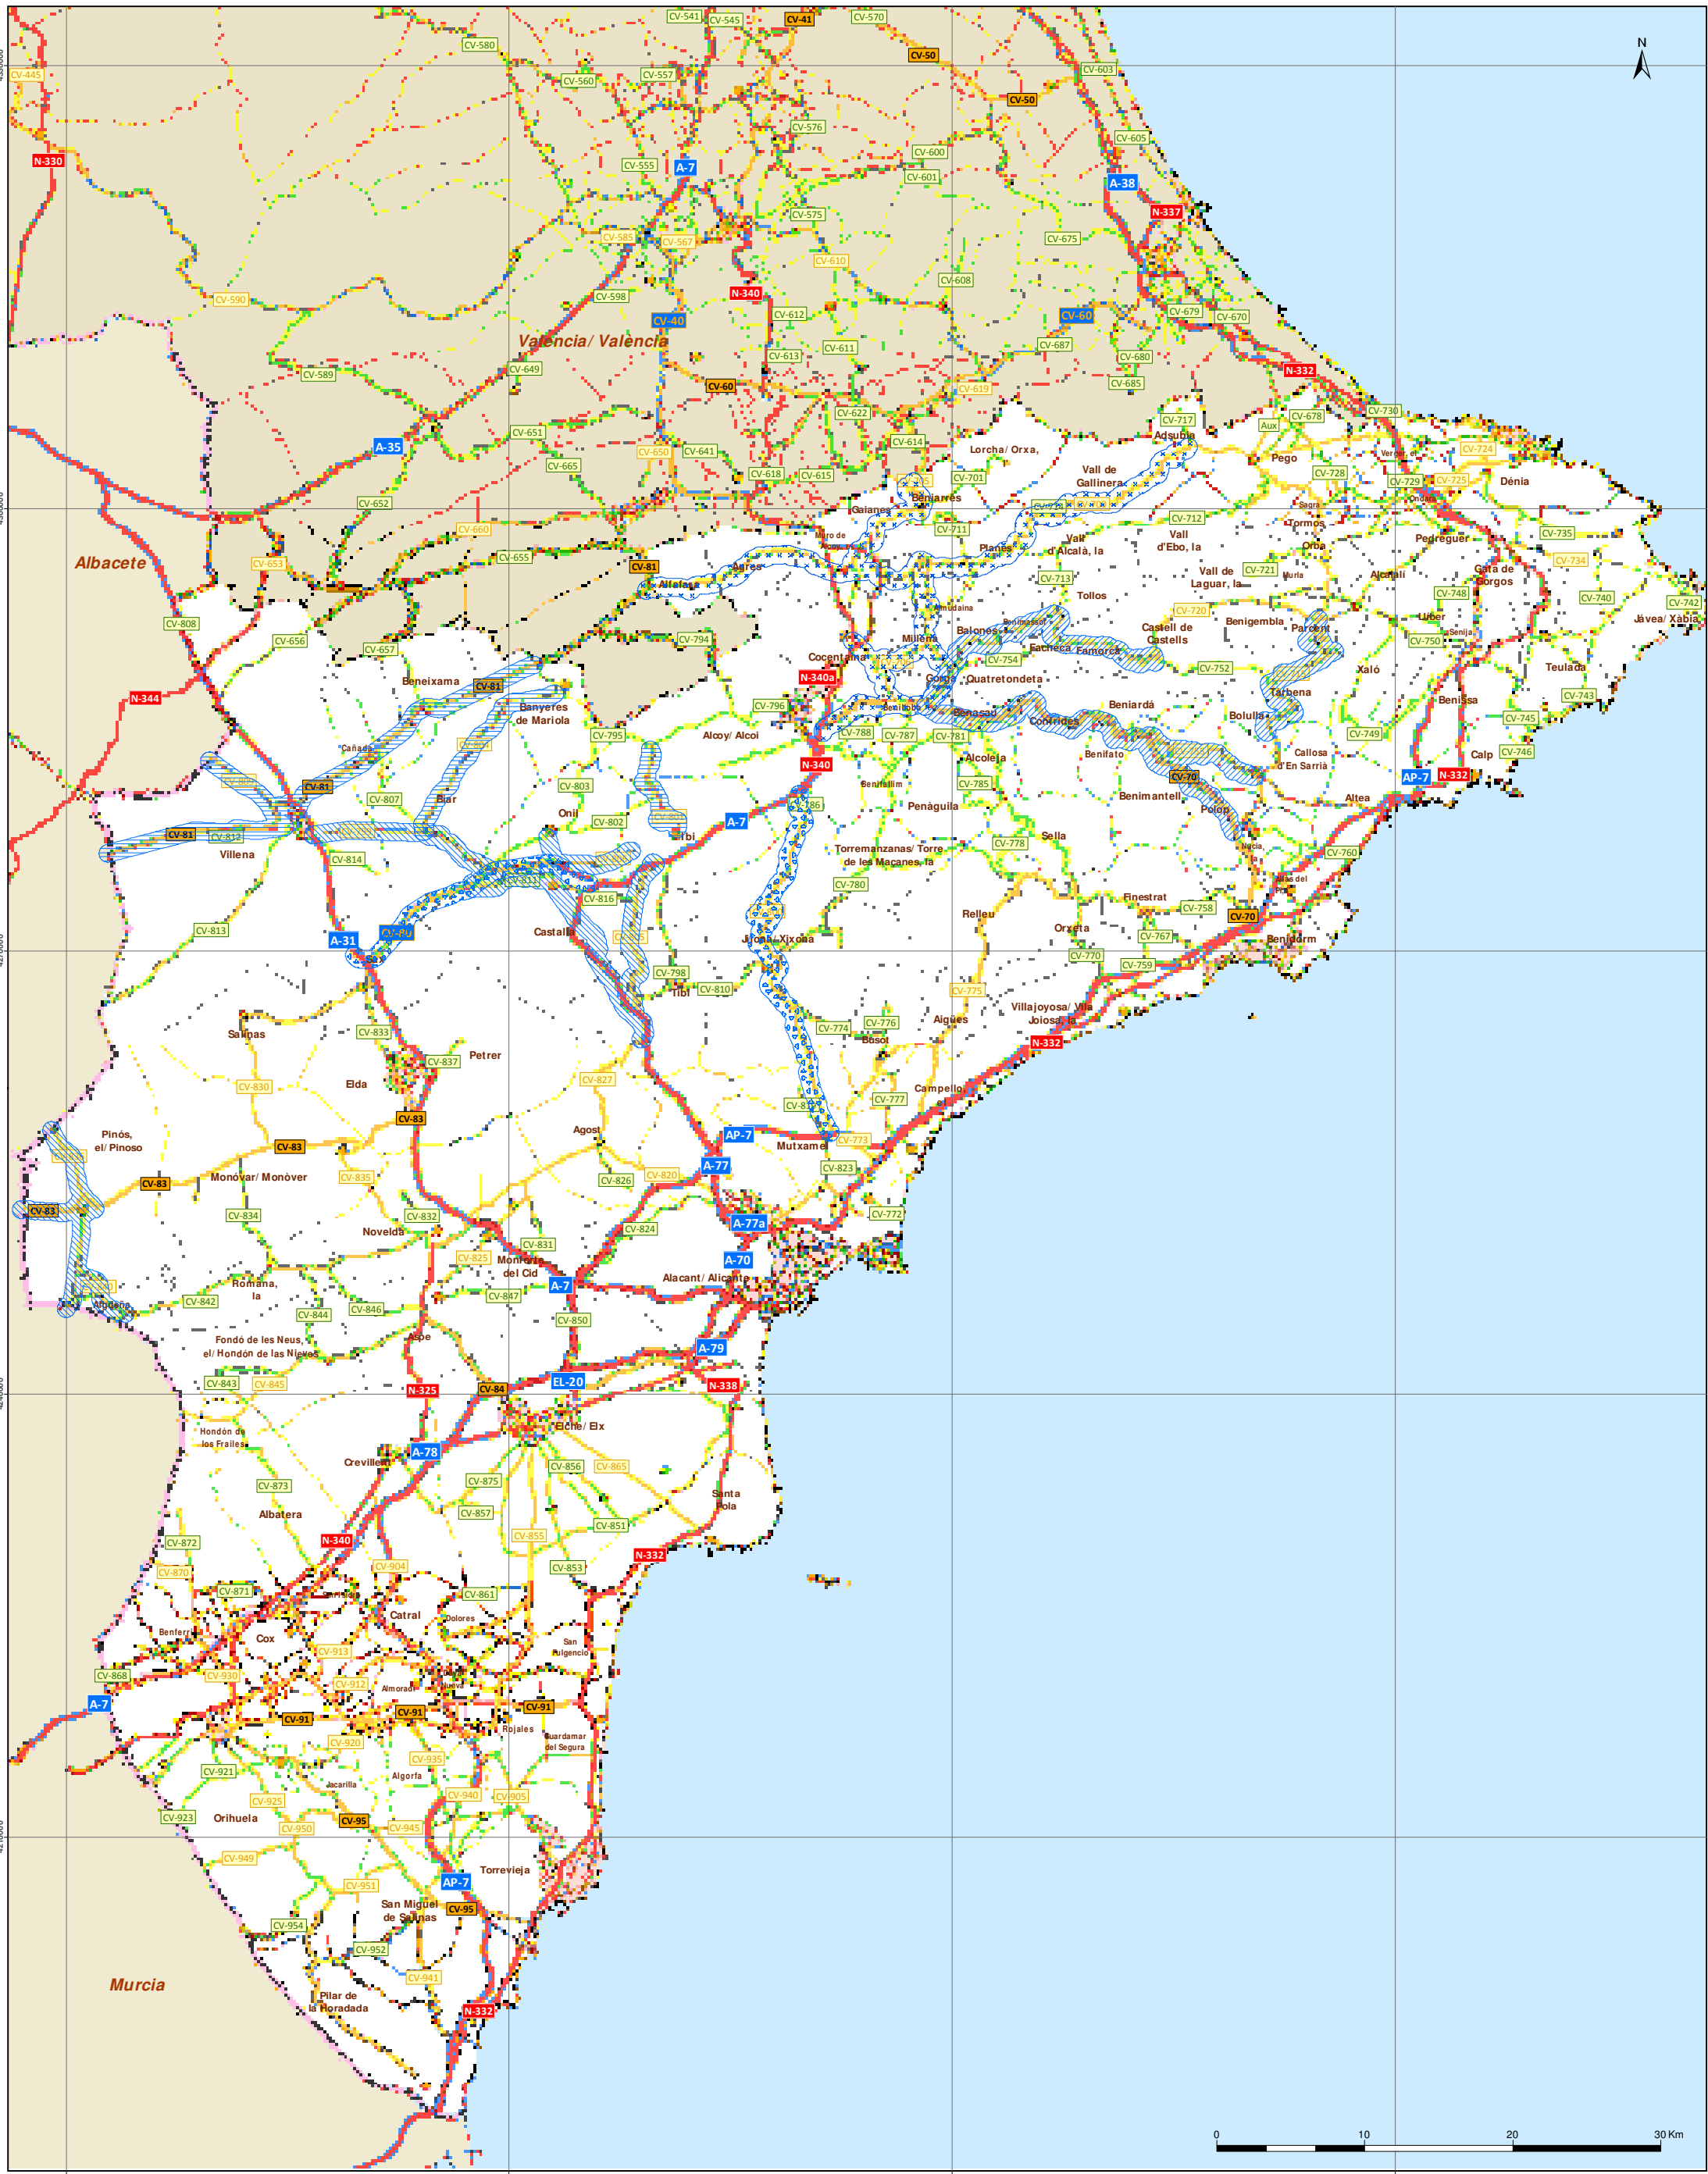 CV-541
CV-545
CV-41
CV-570
CV-580
CV-50
N
CV-445
CV-560
CV-557
CV-603
CV-50
CV-576
CV-605
N-330
CV-555
A-7
CV-600
CV-601
A-38
CV-575
N-337
CV-585
CV-567
CV-675
CV-610
CV-608
CV-590
CV-598
N-340
CV-612
CV-60
CV-679
CV-670
CV-40
València/ València
CV-613
CV-611
CV-687
CV-680
CV-589
CV-649
CV-60
CV-619
CV-685
N-332
CV-622
CV-717
Aux
CV-678
CV-730
A-35
CV-651
CV-650
CV-641
CV-614
Lorcha/ Orxa,
l'
Adsubia
Pego
CV-724
CV-665
CV-618
CV-615
CV-701
Vall de
Gallinera
CV-728
CV-729
CV-725
Dénia
CV-652
Beniarrés
Gaianes
Ondara
Sagra
CV-660
CV-711
CV-712
Tormos
CV-735
Albacete
CV-653
CV-655
CV-81
Agres
Alfafara
Planes
Vall
d'Alcalà, la
Vall
d'Ebo, la
Orba
Pedreguer
CV-734
CV-713
Vall de
Laguar, la
CV-721
Murla
Alcalalí
Gata de
Gorgos
Tollos
CV-748
CV-740
CV-742
CV-808
CV-656
CV-657
CV-794
Almudaina
Millena
Balones
Benimassot
CV-720
Castell de
Castells
Benigembla
Parcent
Llíber
Senija
CV-750
Jávea/ Xàbia
Cocentaina
CV-754
Facheca
Famorca
CV-752
Xaló
Teulada
N-344
Beneixama
CV-81
N-340a
Gorga
Quatretondeta
Tárbena
Benissa
CV-743
Banyeres
de Mariola
CV-796
Benilloba
Benasau
Confrides
Beniardá
Bolulla
CV-745
Cañada
CV-795
Alcoy/ Alcoi
CV-788
CV-787
CV-781
CV-749
CV-746
N-340
Alcoleja
Benifato
Callosa
d'En Sarrià
Calp
CV-81
CV-807
Biar
CV-803
Benifallim
CV-785
CV-70
AP-7
N-332
Onil
CV-786
Penàguila
Benimantell
Polop
Altea
CV-81
CV-812
CV-802
Ibi
A-7
Sella
Villena
CV-814
CV-778
Torremanzanas/ Torre
de les Maçanes, la
Nucia,
la
CV-760
CV-811
CV-816
CV-780
Finestrat
CV-758
CV-70
CV-813
Castalla
Relleu
A-31
CV-80
Sax
Jijona/ Xixona
Orxeta
CV-767
Benidorm
CV-770
CV-759
CV-798
Tibi
CV-810
CV-775
Salinas
CV-833
CV-774
CV-776
Aigües
Villajoyosa/ Vila
Joiosa, la
Busot
N-332
Petrer
CV-837
Elda
CV-830
CV-827
Campello,
el
CV-777
CV-83
Pinós,
el/ Pinoso
CV-83
Agost
AP-7
CV-773
Mutxamel
A-77
CV-823
CV-83
Monóvar/ Monòver
CV-835
CV-826
CV-820
CV-83
CV-834
CV-832
CV-824
A-77a
CV-772
Novelda
CV-831
CV-825
Monforte
del Cid
A-70
Alacant/ Alicante
A-7
Romana,
la
Algueña
CV-842
CV-844
CV-846
CV-847
CV-850
Aspe
Fondó de les Neus,
el/ Hondón de las Nieves
A-79
CV-843
CV-845
N-325
CV-84
EL-20
N-338
Elche/ Elx
Hondón de
los Frailes
A-78
Crevillent
CV-873
CV-875
CV-856
CV-865
Santa
Pola
Albatera
CV-857
CV-851
CV-872
N-340
CV-855
N-332
CV-870
CV-904
CV-853
CV-871
CV-861
Catral
Dolores
Benferri
Cox
San
Fulgencio
CV-913
CV-868
CV-930
CV-912
Almoradí
A-7
CV-91
CV-91
CV-91
Rojales
CV-920
Guardamar
del Segura
CV-935
CV-921
Jacarilla
Algorfa
CV-925
CV-940
CV-905
CV-923
Orihuela
CV-95
CV-950
CV-945
CV-949
Torrevieja
CV-951
AP-7
San Miguel
de Salinas
CV-95
CV-954
CV-952
CV-941
Murcia
Pilar de
la Horadada
N-332
0
10
20
30 Km